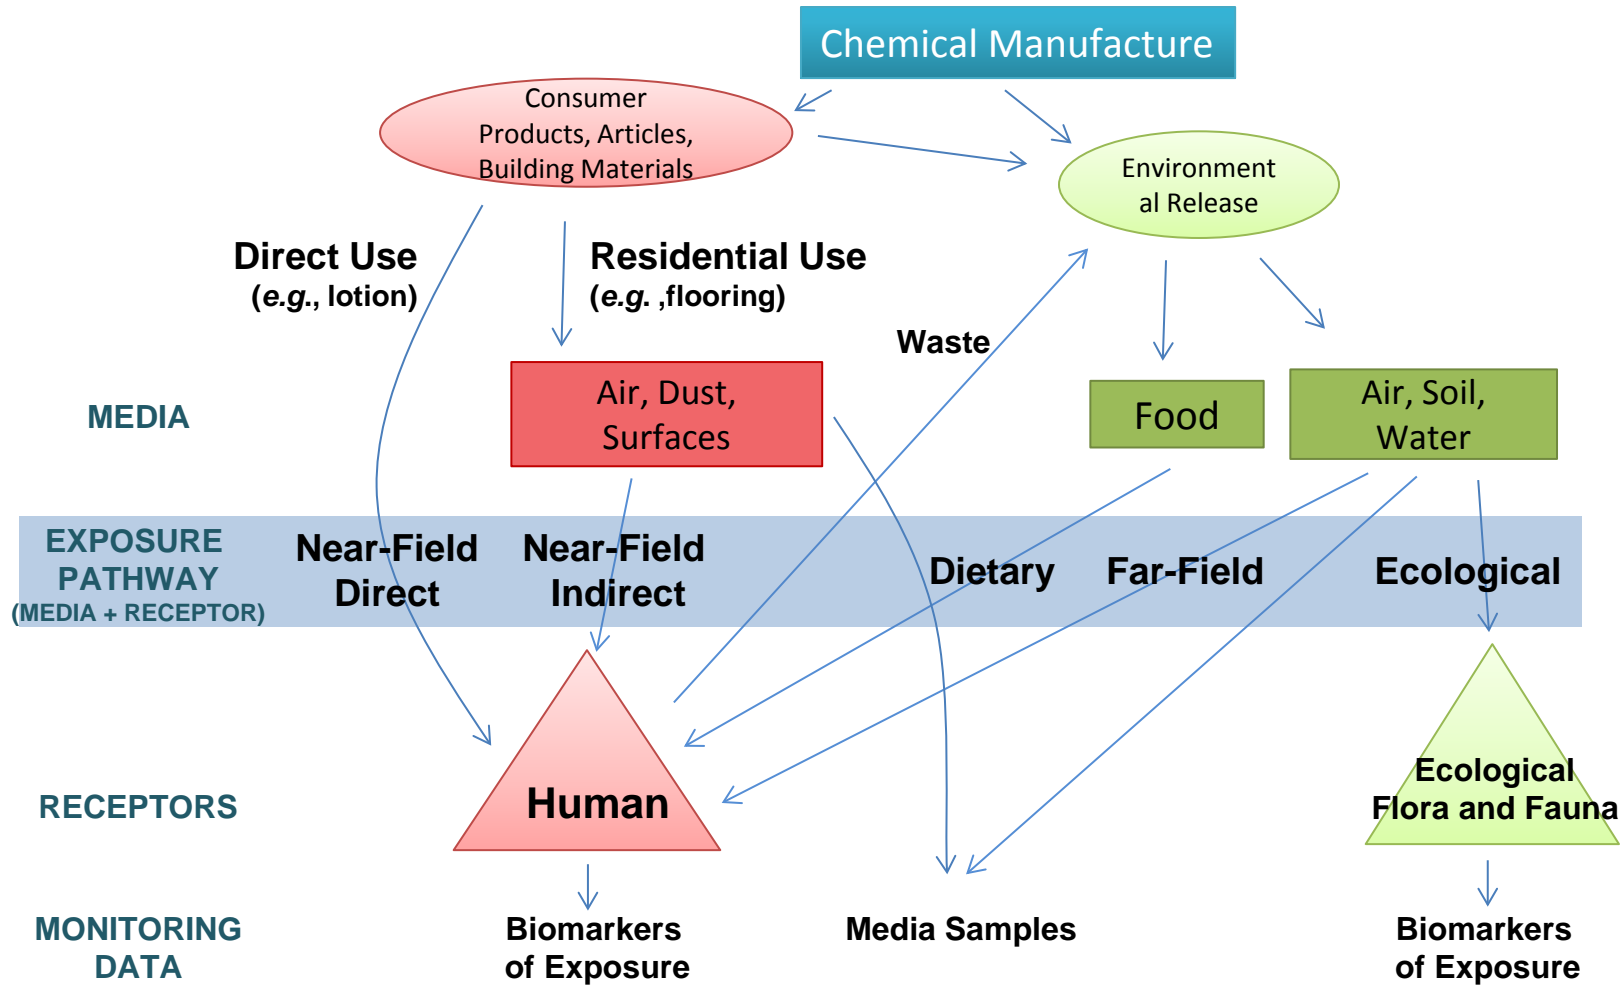 Chemical Manufacture
Consumer
Products, Articles,
Building Materials
Environment
al Release
Direct Use
(e.g., lotion)
Residential Use
(e.g. ,flooring)
Waste
MEDIA
Air, Dust,
Surfaces
Food
Air, Soil,
Water
EXPOSURE
PATHWAY
(MEDIA + RECEPTOR)
Near-Field
Direct
Near-Field
Indirect
Dietary
Far-Field
Ecological
RECEPTORS
Human
Ecological
Flora and Fauna
MONITORING
DATA
Biomarkers
of Exposure
Media Samples
Biomarkers
of Exposure